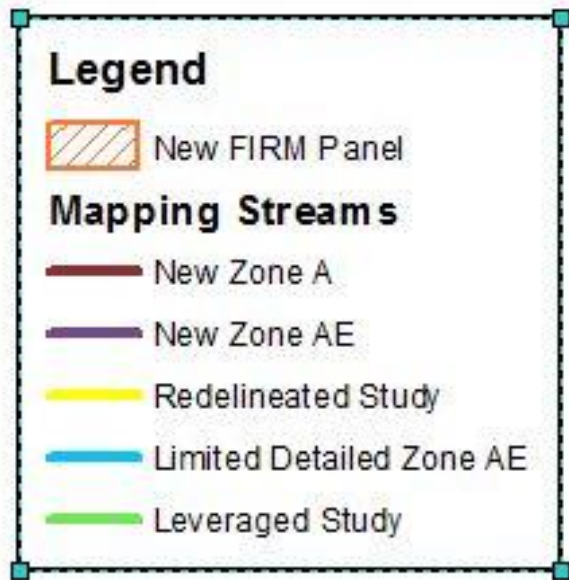 Legend
New FIRM Panel
Mapping Streams
New Zone A
New Zone AE
Redelineated Study
Limited Detailed Zone AE
Leveraged Study